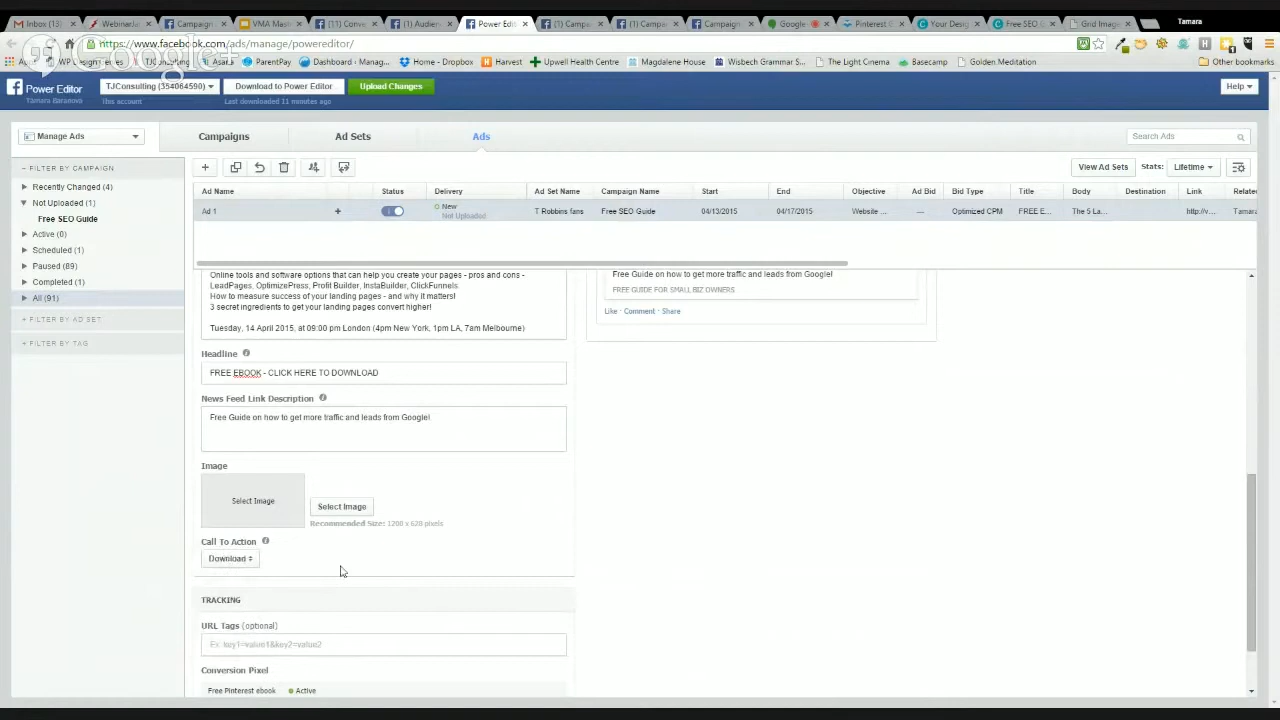 Inbox (13)
Webinar
Campaign
VMA Mast
(11) Conve
(1) Audien
Power Edit
(1) Campa
(1) Campa
Campaign
Google
Pinterest E
Your Desig
Free SEO G
Grid Image
Tamara
https://www.facebook.com/ads/manage/powereditor/
Google+
Apps
WP Designer
TJConsulting
Asana
ParentPay
Dashboard ‹ Manag...
Home - Dropbox
Harvest
Upwell Health Centre
Magdalene House
Wisbech Grammar S...
The Light Cinema
Basecamp
Golden Meditation
Other bookmarks
Power Editor
Tamara Baranova
TJConsulting (354064590)
This account
Download to Power Editor
Last downloaded 11 minutes ago
Upload Changes
Help
Manage Ads
Campaigns
Ad Sets
Ads
Search Ads
- FILTER BY CAMPAIGN
Recently Changed (4)
Not Uploaded (1)
Free SEO Guide
Active (0)
Scheduled (1)
Paused (89)
Completed (1)
All (91)
+ FILTER BY AD SET
+ FILTER BY TAG
View Ad Sets
Stats:
Lifetime
Ad Name
Status
Delivery
Ad Set Name
Campaign Name
Start
End
Objective
Ad Bid
Bid Type
Title
Body
Destination
Link
Relate
Ad 1
New
Not Uploaded
T Robbins fans
Free SEO Guide
04/13/2015
04/17/2015
Website ...
—
Optimized CPM
FREE E...
The 5 La...
http://v...
Tamara
Online tools and software options that can help you create your pages - pros and cons -
LeadPages, OptimizePress, Profit Builder, InstaBuilder, ClickFunnels.
How to measure success of your landing pages - and why it matters!
3 secret ingredients to get your landing pages convert higher!
Tuesday, 14 April 2015, at 09:00 pm London (4pm New York, 1pm LA, 7am Melbourne)
Headline
FREE EBOOK - CLICK HERE TO DOWNLOAD
News Feed Link Description
Free Guide on how to get more traffic and leads from Google!
Image
Select Image
Select Image
Recommended Size: 1200 x 628 pixels
Call To Action
Download
TRACKING
URL Tags (optional)
Ex: key1=value1&key2=value2
Conversion Pixel
Free Pinterest ebook
Active
Free Guide on how to get more traffic and leads from Google!
FREE GUIDE FOR SMALL BIZ OWNERS
Like · Comment · Share